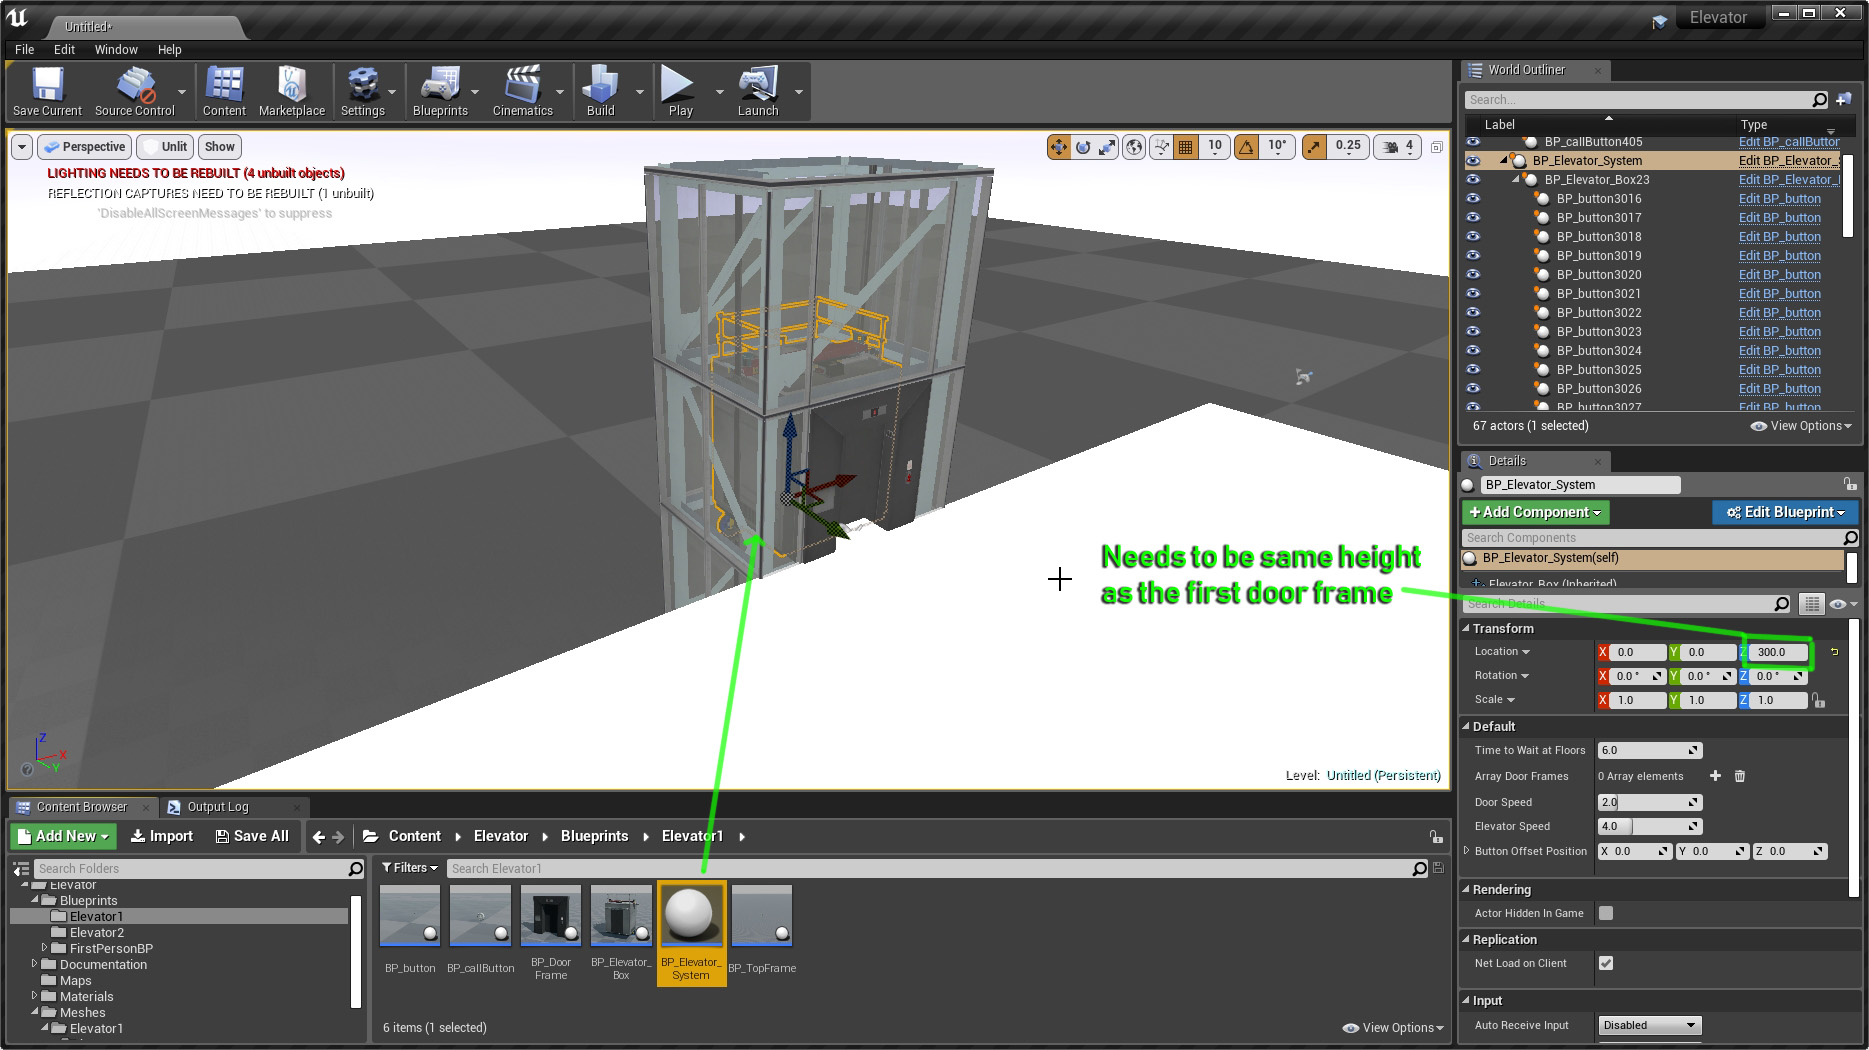 Untitled*
Elevator
File Edit Window Help
Save Current Source Control Content Marketplace Settings Blueprints Cinematics Build Play Launch
Perspective Unlit Show
10 10° 0.25 4
LIGHTING NEEDS TO BE REBUILT (4 unbuilt objects)
REFLECTION CAPTURES NEED TO BE REBUILT (1 unbuilt)
'DisableAllScreenMessages' to suppress
Needs to be same height
as the first door frame
Z
X
Y
Level: Untitled (Persistent)
World Outliner
Search...
Label Type
BP_callButton405 Edit BP_callButtor
BP_Elevator_System Edit BP_Elevator_
BP_Elevator_Box23 Edit BP_Elevator_
BP_button3016 Edit BP_button
BP_button3017 Edit BP_button
BP_button3018 Edit BP_button
BP_button3019 Edit BP_button
BP_button3020 Edit BP_button
BP_button3021 Edit BP_button
BP_button3022 Edit BP_button
BP_button3023 Edit BP_button
BP_button3024 Edit BP_button
BP_button3025 Edit BP_button
BP_button3026 Edit BP_button
BP_button3027 Edit BP_button
67 actors (1 selected) View Options
Details
BP_Elevator_System
+Add Component Edit Blueprint
Search Components
BP_Elevator_System(self)
Elevator_Box (Inherited)
Search Details
Transform
Location X 0.0 Y 0.0 Z 300.0
Rotation X 0.0 ° Y 0.0 ° Z 0.0 °
Scale X 1.0 Y 1.0 Z 1.0
Default
Time to Wait at Floors 6.0
Array Door Frames 0 Array elements
Door Speed 2.0
Elevator Speed 4.0
Button Offset Position X 0.0 Y 0.0 Z 0.0
Rendering
Actor Hidden In Game
Replication
Net Load on Client
Input
Auto Receive Input Disabled
Content Browser Output Log
Add New Import Save All Content Elevator Blueprints Elevator1
Search Folders
Elevator
Blueprints
Elevator1
Elevator2
FirstPersonBP
Documentation
Maps
Materials
Meshes
Elevator1
Filters Search Elevator1
BP_button BP_callButton BP_Door Frame BP_Elevator_Box BP_Elevator_System BP_TopFrame
6 items (1 selected) View Options